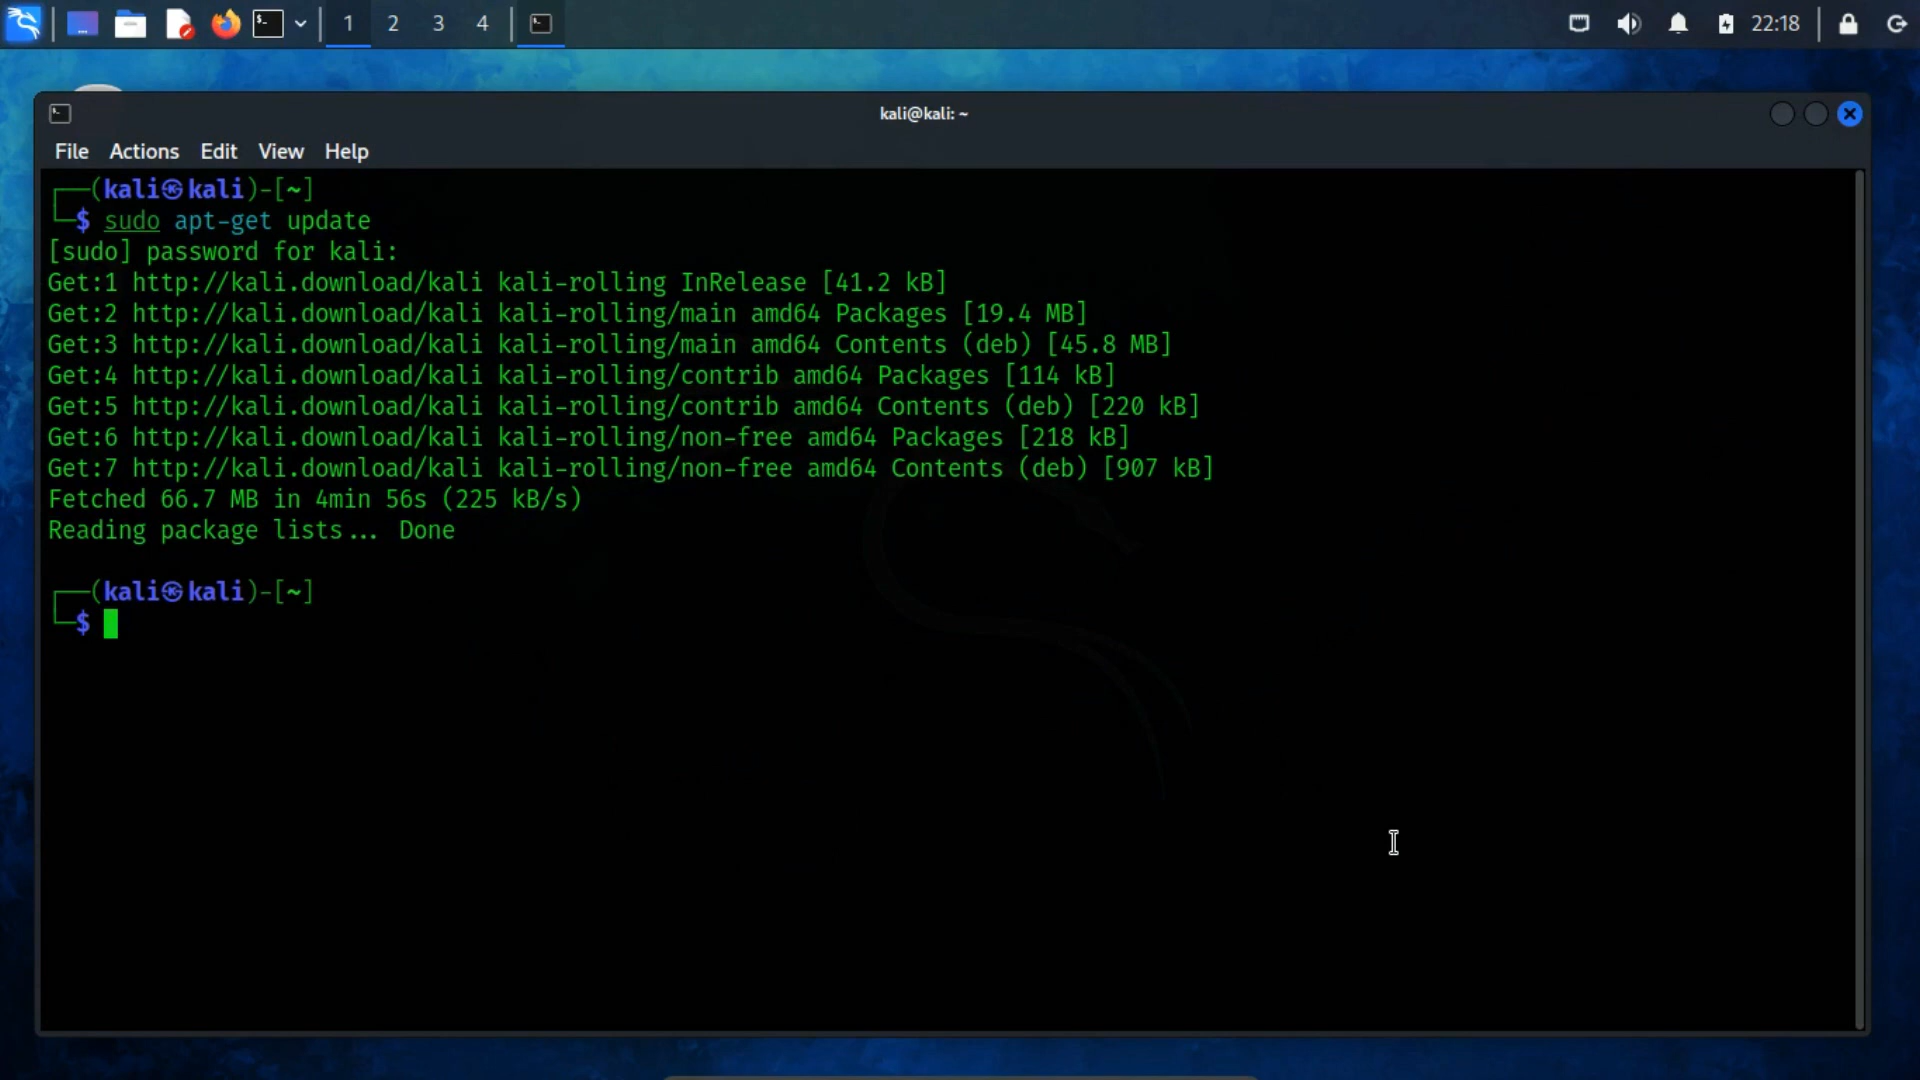 1 2 3 4 22:18
kali@kali: ~
File Actions Edit View Help
┌──(kali㉿kali)-[~]
└─$ sudo apt-get update
[sudo] password for kali:
Get:1 http://kali.download/kali kali-rolling InRelease [41.2 kB]
Get:2 http://kali.download/kali kali-rolling/main amd64 Packages [19.4 MB]
Get:3 http://kali.download/kali kali-rolling/main amd64 Contents (deb) [45.8 MB]
Get:4 http://kali.download/kali kali-rolling/contrib amd64 Packages [114 kB]
Get:5 http://kali.download/kali kali-rolling/contrib amd64 Contents (deb) [220 kB]
Get:6 http://kali.download/kali kali-rolling/non-free amd64 Packages [218 kB]
Get:7 http://kali.download/kali kali-rolling/non-free amd64 Contents (deb) [907 kB]
Fetched 66.7 MB in 4min 56s (225 kB/s)
Reading package lists... Done
┌──(kali㉿kali)-[~]
└─$